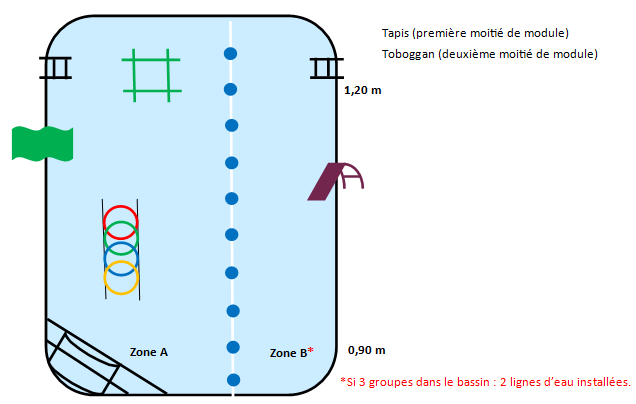 Tapis (première moitié de module)
Toboggan (deuxième moitié de module)
1,20 m
Zone A
Zone B*
0,90 m
*Si 3 groupes dans le bassin : 2 lignes d'eau installées.